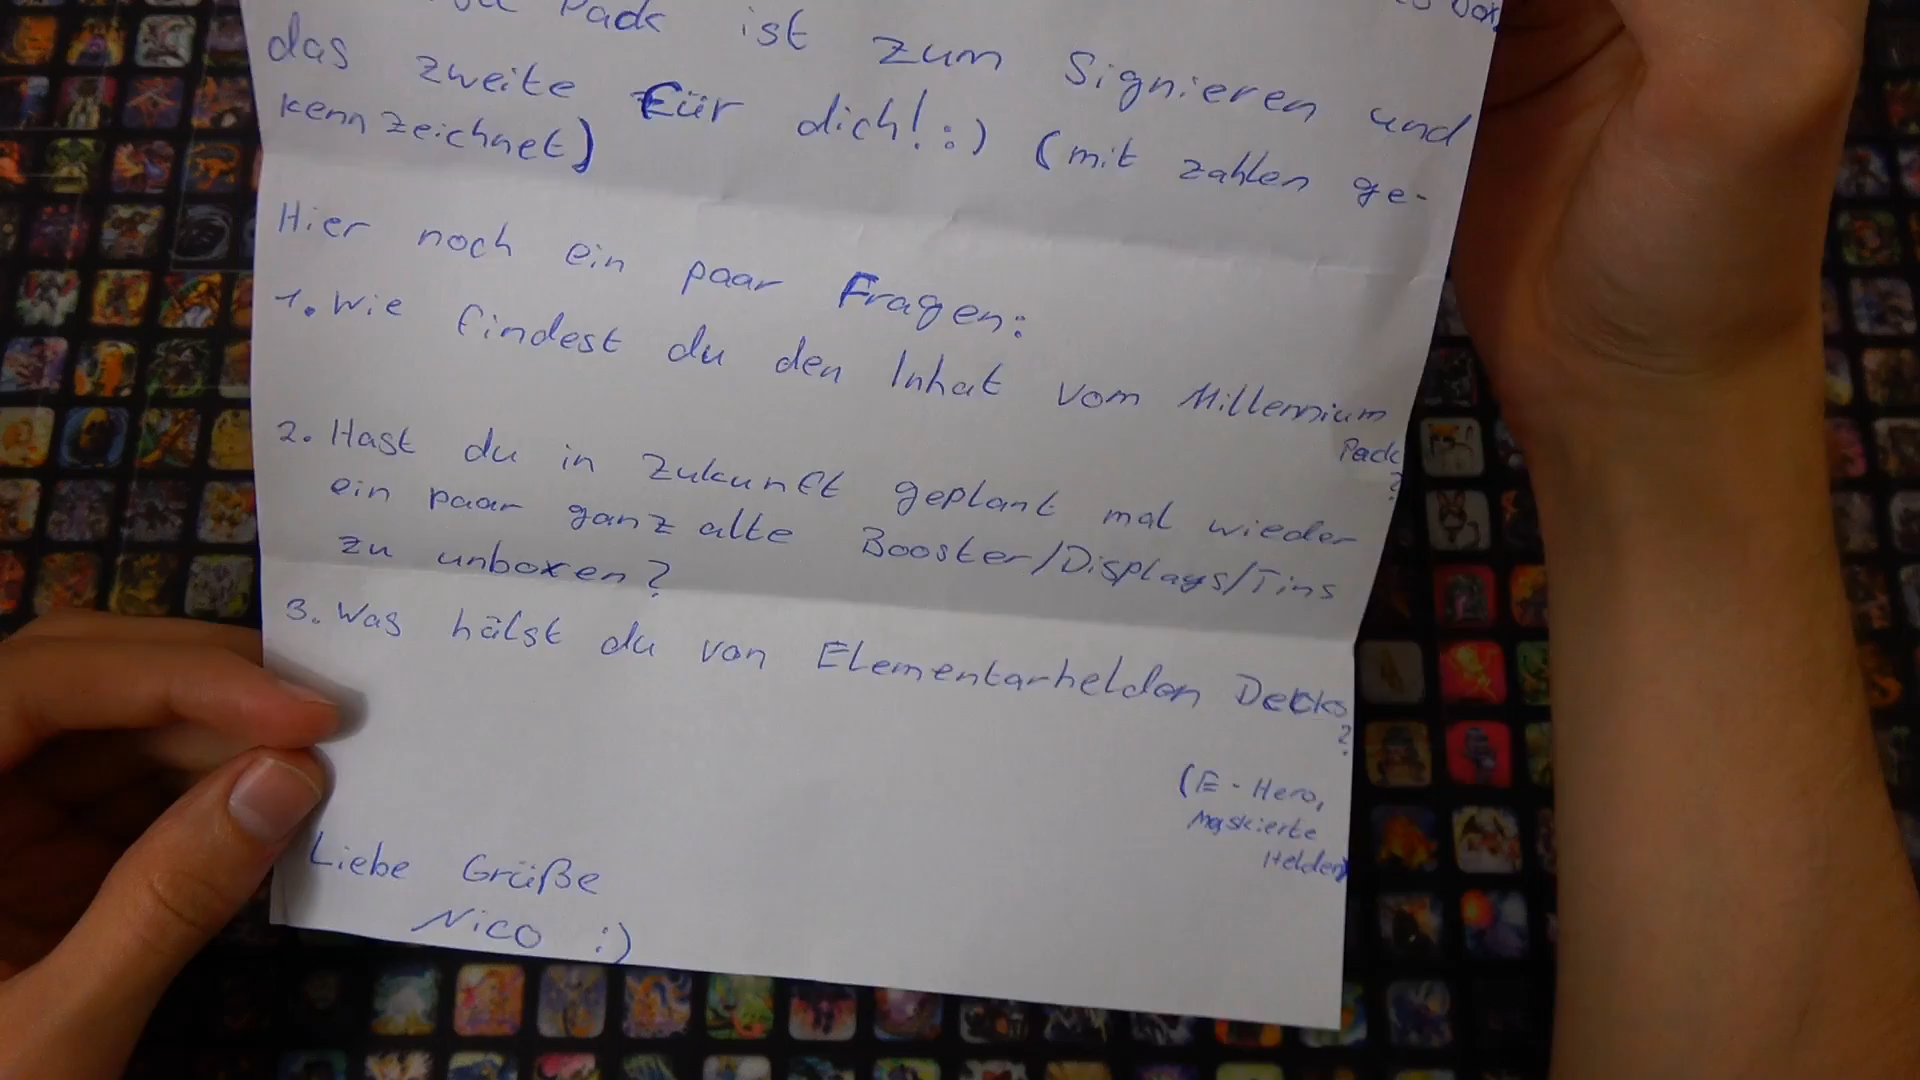 Pack ist zum Signieren und
das zweite Für dich! :) (mit zahlen ge-
kennzeichnet)
Hier noch ein paar Fragen:
1. Wie findest du den Inhat vom Millennium
Pack
?
2. Hast du in Zukunft geplant mal wieder
ein paar ganz alte Booster/Displays/Tins
zu unboxen?
3. Was hälst du von Elementarhelden Decks
?
(E-Hero,
Maskierte
Helden)
Liebe Grüße
Nico :)